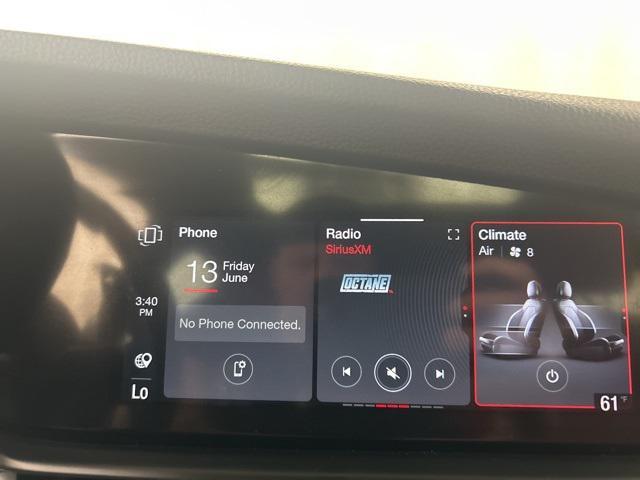 Phone
13
Friday
June
No Phone Connected.
3:40
PM
Lo
Radio
SiriusXM
OCTANE
Climate
Air
8
61 °F